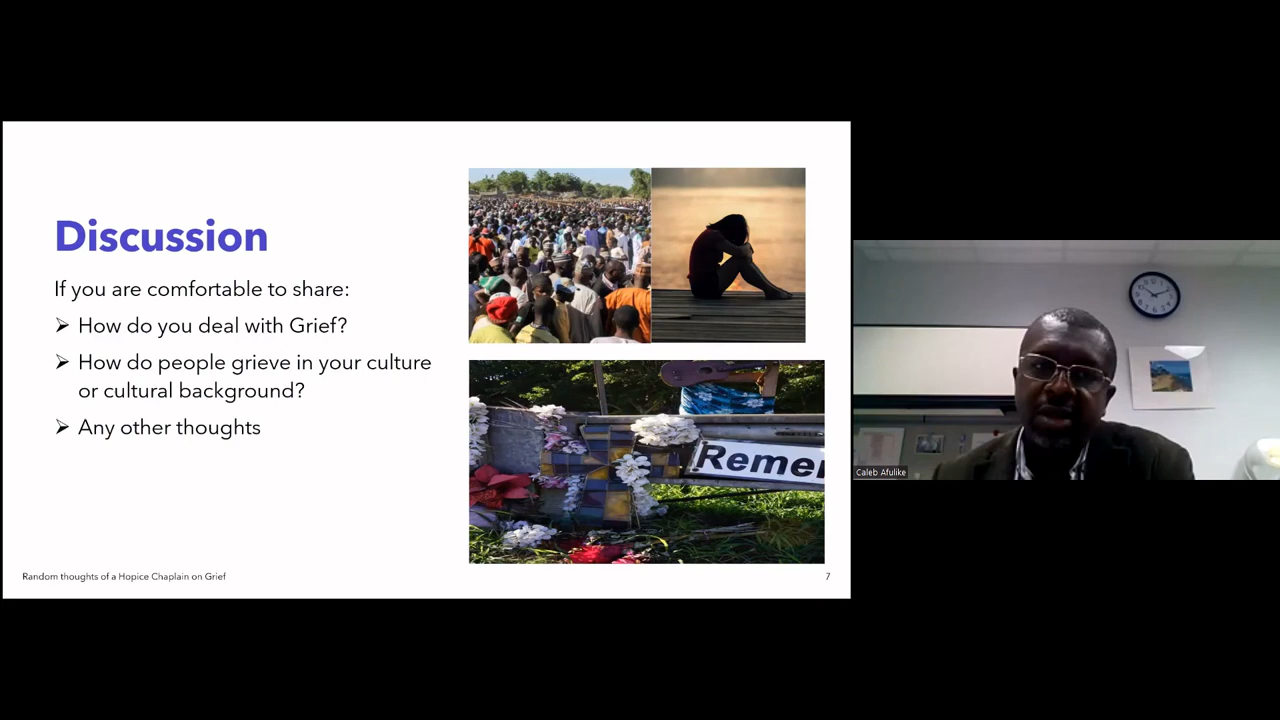 Discussion
If you are comfortable to share:
➢ How do you deal with Grief?
➢ How do people grieve in your culture
or cultural background?
➢ Any other thoughts
Remem
Random thoughts of a Hopice Chaplain on Grief
7
Caleb Afulike